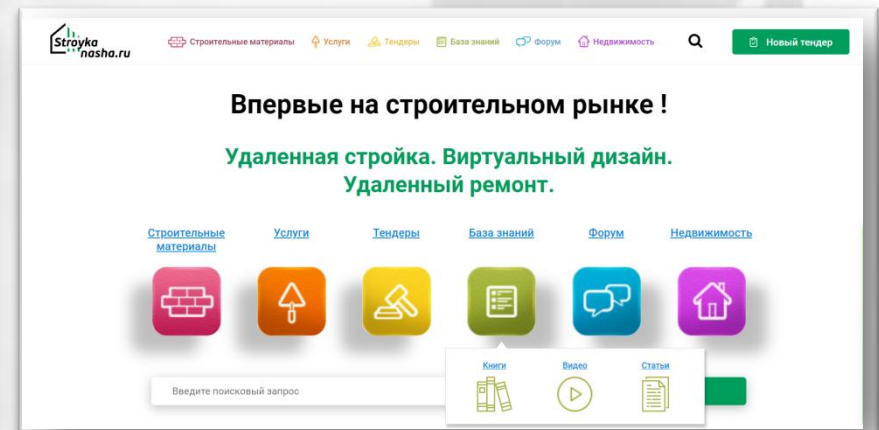 Stroyka
nasha.ru
Строительные материалы
Услуги
Тендеры
База знаний
Форум
Недвижимость
Новый тендер
Впервые на строительном рынке !
Удаленная стройка. Виртуальный дизайн.
Удаленный ремонт.
Строительные
материалы
Услуги
Тендеры
База знаний
Форум
Недвижимость
Книги
Видео
Статьи
Введите поисковый запрос